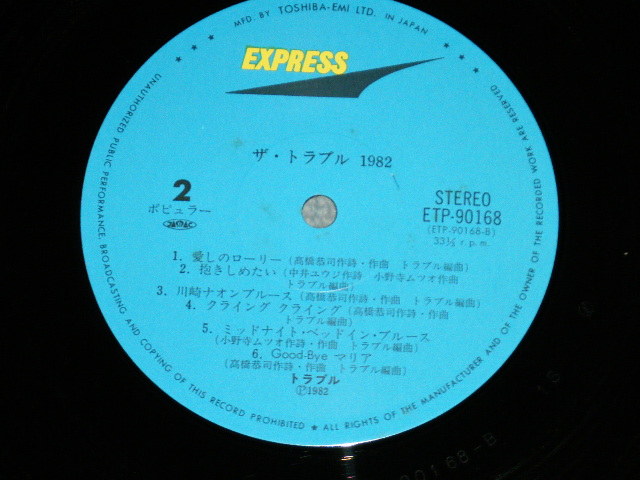 MFD. BY TOSHIBA-EMI LTD. IN JAPAN
EXPRESS
ザ・トラブル 1982
2
ポピュラー
JASRAC
STEREO
ETP-90168
(ETP-90168-B)
33⅓ r.p.m.
1. 愛しのローリー(高橋恭司作詩・作曲 トラブル編曲)
2. 抱きしめたい(中井ユウジ作詩 小野寺ムツオ作曲
トラブル編曲)
3. 川崎ナオンブルース(高橋恭司作詩・作曲 トラブル編曲)
4. クライング クライング(高橋恭司作詩・作曲
トラブル編曲)
5. ミッドナイト・ベッドイン・ブルース
(小野寺ムツオ作詩・作曲 トラブル編曲)
6. Good-Bye マリア
(高橋恭司作詩・作曲 トラブル編曲)
トラブル
Ⓟ1982
UNAUTHORIZED PUBLIC PERFORMANCE, BROADCASTING AND COPYING OF THIS RECORD PROHIBITED ★ ALL RIGHTS OF THE MANUFACTURER AND OF THE OWNER OF THE RECORDED WORK ARE RESERVED
168-B
1S